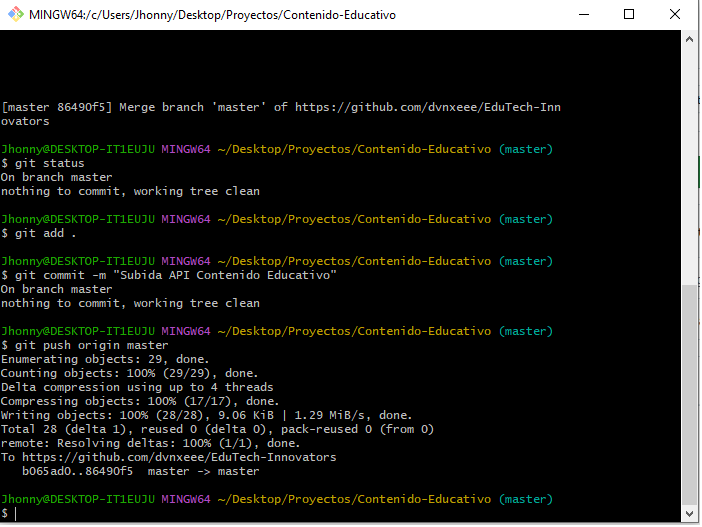 MINGW64:/c/Users/Jhonny/Desktop/Proyectos/Contenido-Educativo
[master 86490f5] Merge branch 'master' of https://github.com/dvnxeee/EduTech-Inn
ovators
Jhonny@DESKTOP-IT1EUJU MINGW64 ~/Desktop/Proyectos/Contenido-Educativo (master)
$ git status
On branch master
nothing to commit, working tree clean
Jhonny@DESKTOP-IT1EUJU MINGW64 ~/Desktop/Proyectos/Contenido-Educativo (master)
$ git add .
Jhonny@DESKTOP-IT1EUJU MINGW64 ~/Desktop/Proyectos/Contenido-Educativo (master)
$ git commit -m "Subida API Contenido Educativo"
On branch master
nothing to commit, working tree clean
Jhonny@DESKTOP-IT1EUJU MINGW64 ~/Desktop/Proyectos/Contenido-Educativo (master)
$ git push origin master
Enumerating objects: 29, done.
Counting objects: 100% (29/29), done.
Delta compression using up to 4 threads
Compressing objects: 100% (17/17), done.
Writing objects: 100% (28/28), 9.06 KiB | 1.29 MiB/s, done.
Total 28 (delta 1), reused 0 (delta 0), pack-reused 0 (from 0)
remote: Resolving deltas: 100% (1/1), done.
To https://github.com/dvnxeee/EduTech-Innovators
   b065ad0..86490f5  master -> master
Jhonny@DESKTOP-IT1EUJU MINGW64 ~/Desktop/Proyectos/Contenido-Educativo (master)
$